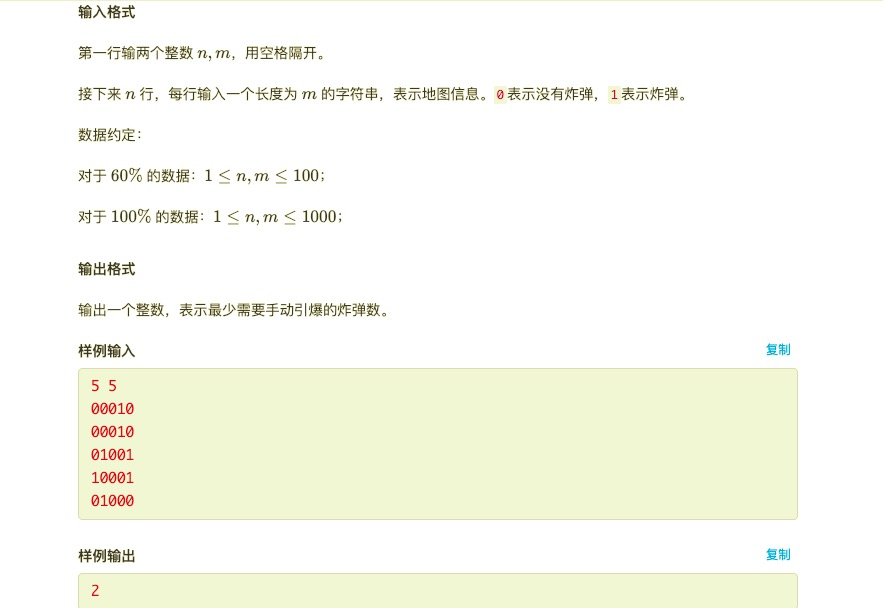 输入格式
第一行输两个整数 n, m，用空格隔开。
接下来 n 行，每行输入一个长度为 m 的字符串，表示地图信息。0表示没有炸弹，1表示炸弹。
数据约定：
对于 60% 的数据：1 ≤ n, m ≤ 100；
对于 100% 的数据：1 ≤ n, m ≤ 1000；
输出格式
输出一个整数，表示最少需要手动引爆的炸弹数。
样例输入 复制
5 5
00010
00010
01001
10001
01000
样例输出 复制
2